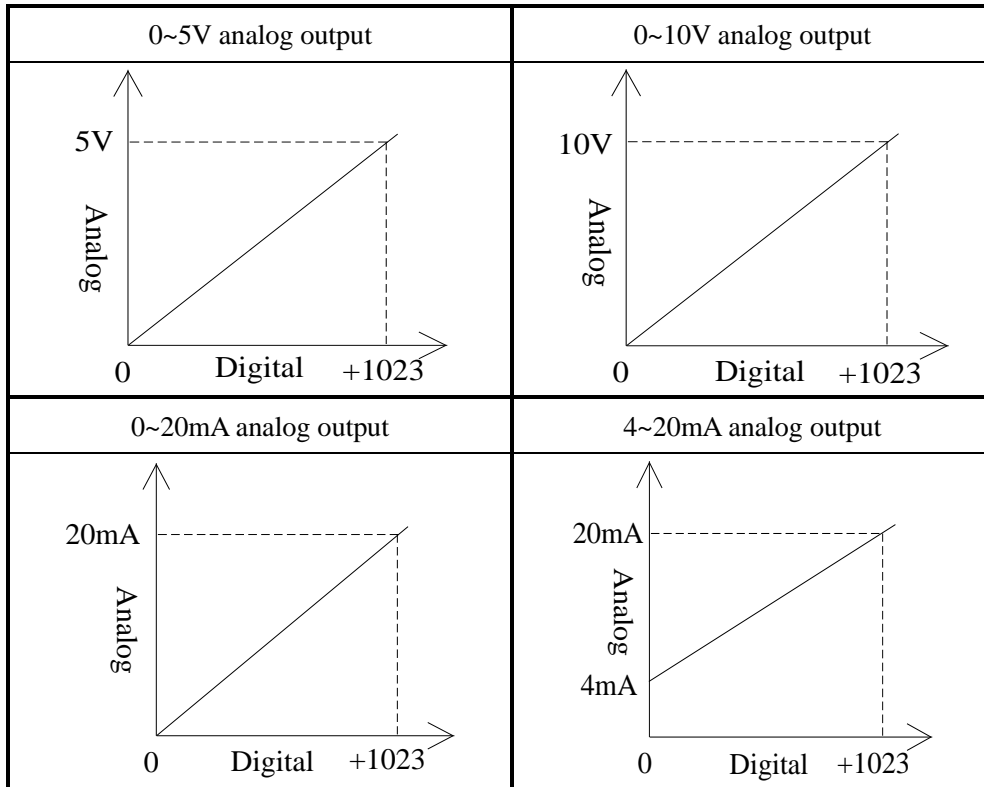 0~5V analog output
5V
Analog
0
Digital
+1023
0~10V analog output
10V
Analog
0
Digital
+1023
0~20mA analog output
20mA
Analog
0
Digital
+1023
4~20mA analog output
20mA
Analog
4mA
0
Digital
+1023